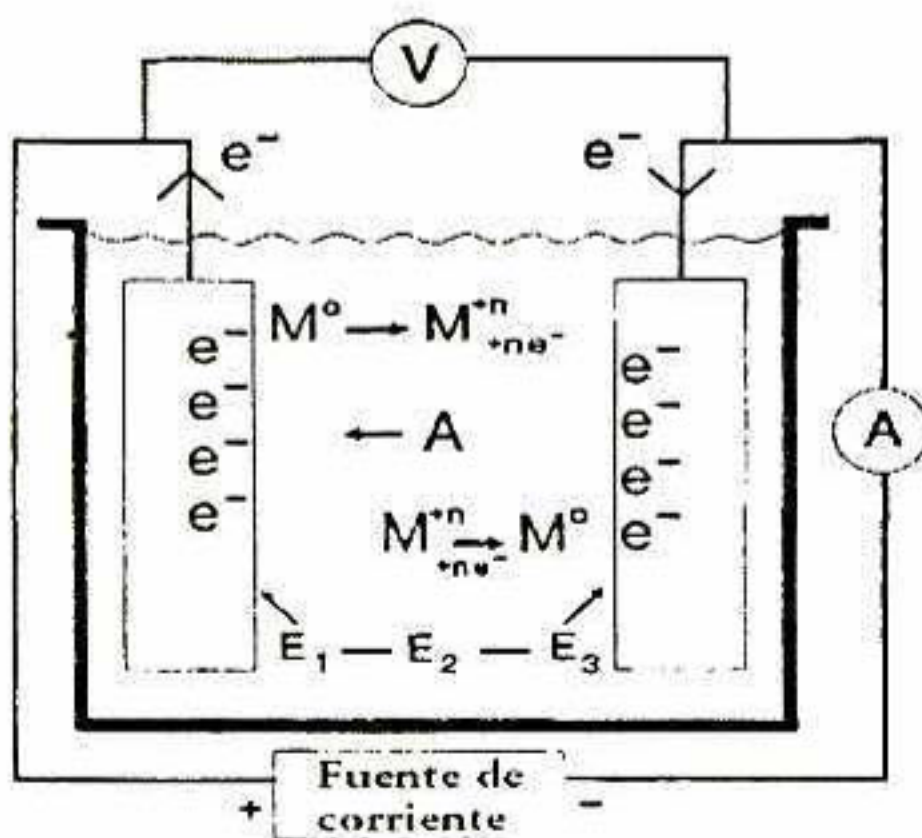 V
e⁻ e⁻
M° → M⁺ⁿ +ne⁻
e⁻ e⁻
e⁻ ← A e⁻
e⁻ e⁻
e⁻ M⁺ⁿ +ne⁻ → M° e⁻
A
E₁ — E₂ — E₃
+ Fuente de −
corriente